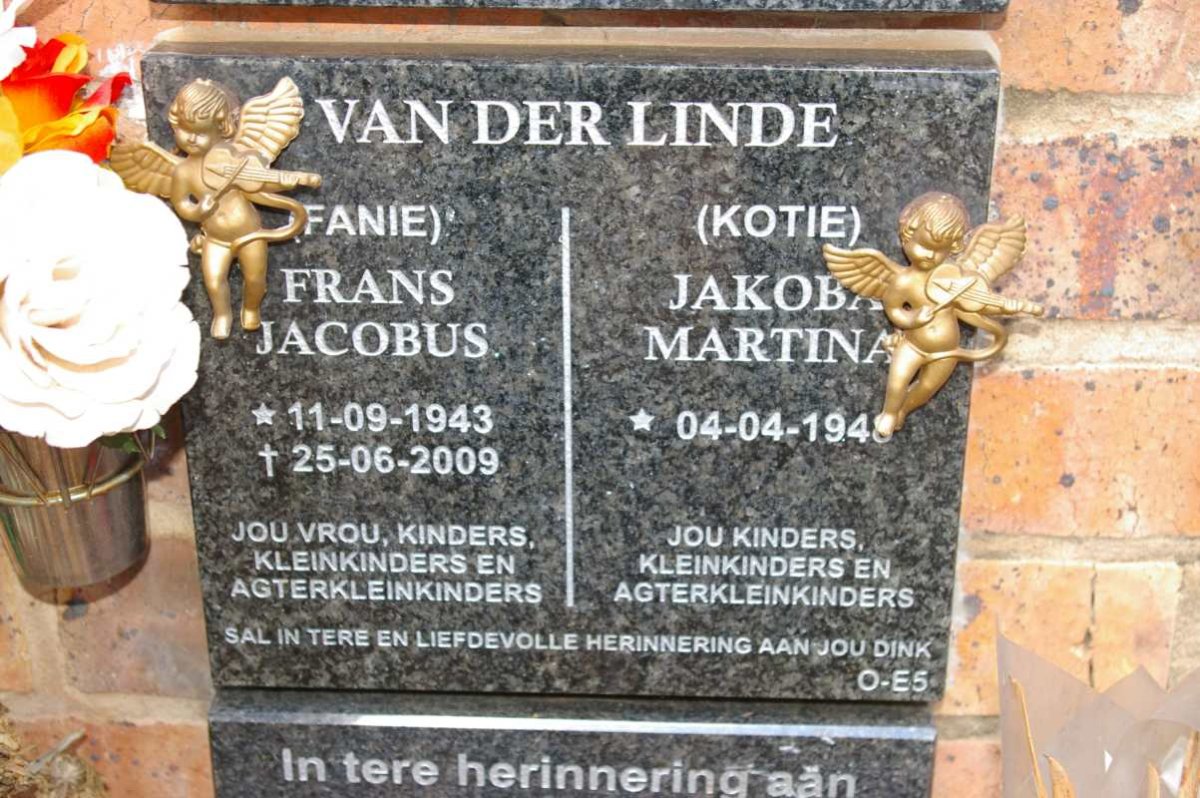 VAN DER LINDE
(FANIE)
FRANS
JACOBUS
★ 11-09-1943
† 25-06-2009
JOU VROU, KINDERS,
KLEINKINDERS EN
AGTERKLEINKINDERS
(KOTIE)
JAKOBA
MARTINA
★ 04-04-194
JOU KINDERS,
KLEINKINDERS EN
AGTERKLEINKINDERS
SAL IN TERE EN LIEFDEVOLLE HERINNERING AAN JOU DINK
O-E5
In tere herinnering aan